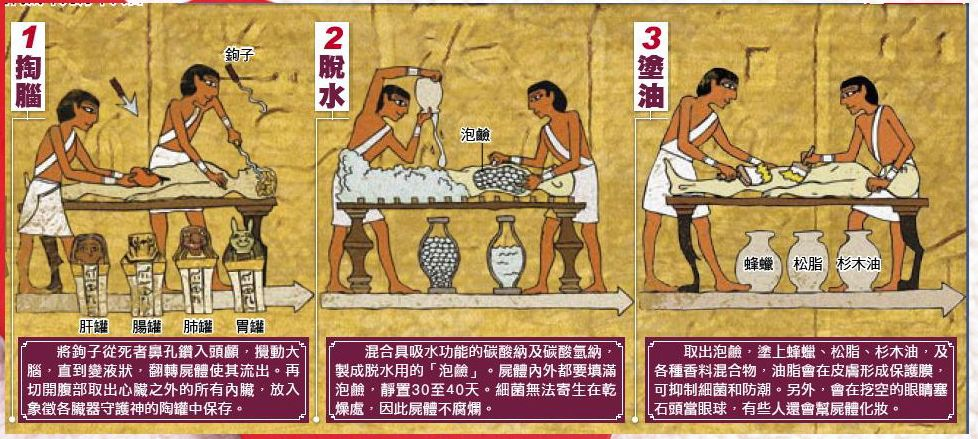 1
掏腦
鉤子
肝罐
腸罐
肺罐
胃罐
將鉤子從死者鼻孔鑽入頭顱,攪動大
腦,直到變液狀,翻轉屍體使其流出。再
切開腹部取出心臟之外的所有內臟,放入
象徵各臟器守護神的陶罐中保存。
2
脫水
泡鹼
混合具吸水功能的碳酸納及碳酸氫納,
製成脫水用的「泡鹼」。屍體內外都要填滿
泡鹼,靜置30至40天。細菌無法寄生在乾
燥處,因此屍體不腐爛。
3
塗油
蜂蠟
松脂
杉木油
取出泡鹼,塗上蜂蠟、松脂、杉木油,及
各種香料混合物,油脂會在皮膚形成保護膜,
可抑制細菌和防潮。另外,會在挖空的眼睛塞
石頭當眼球,有些人還會幫屍體化妝。